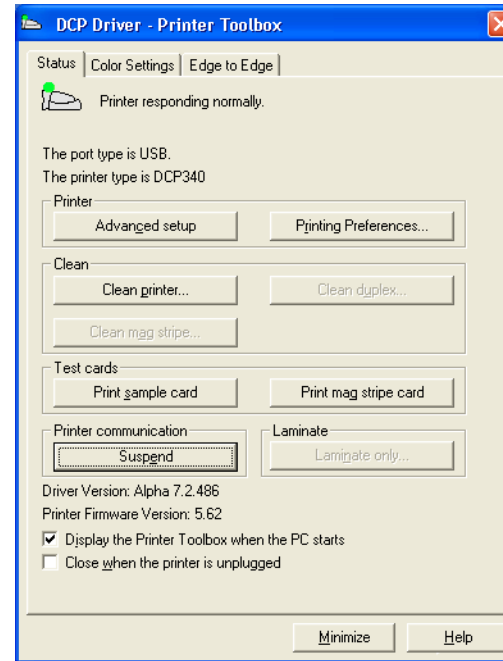 DCP Driver - Printer Toolbox
Status Color Settings Edge to Edge
Printer responding normally.
The port type is USB.
The printer type is DCP340
Printer
Advanced setup Printing Preferences...
Clean
Clean printer... Clean duplex...
Clean mag stripe...
Test cards
Print sample card Print mag stripe card
Printer communication Laminate
Suspend Laminate only...
Driver Version: Alpha 7.2.486
Printer Firmware Version: 5.62
Display the Printer Toolbox when the PC starts
Close when the printer is unplugged
Minimize Help